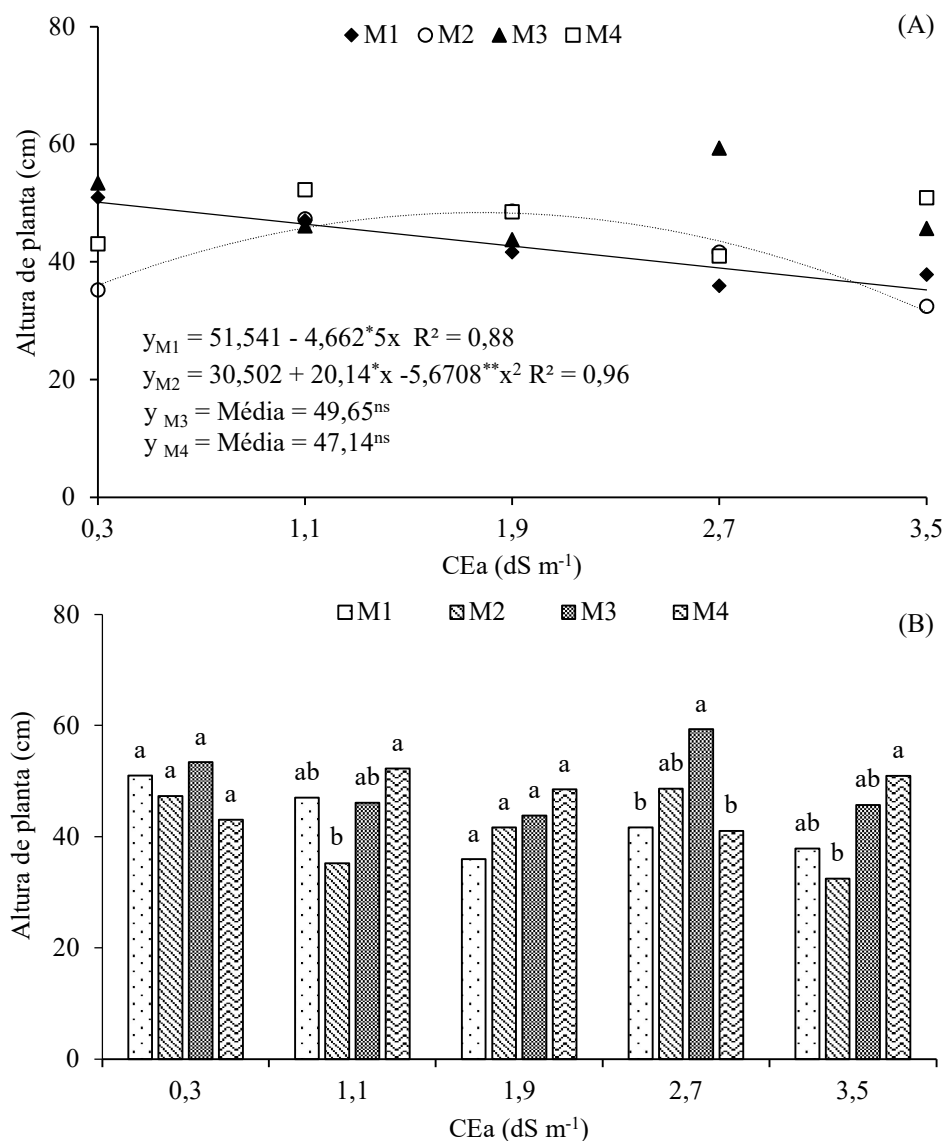 80
(A)
M1 M2 M3 M4
60
40
20
0
Altura de planta (cm)
y_M1 = 51,541 - 4,662*5x R² = 0,88
y_M2 = 30,502 + 20,14*x -5,6708**x² R² = 0,96
y _M3 = Média = 49,65ⁿˢ
y _M4 = Média = 47,14ⁿˢ
0,3 1,1 1,9 2,7 3,5
CEa (dS m⁻¹)
80
M1 M2 M3 M4
(B)
60
40
20
0
Altura de planta (cm)
a a a a
ab b ab a
a a a a
b ab a b
ab b ab a
0,3 1,1 1,9 2,7 3,5
CEa (dS m⁻¹)